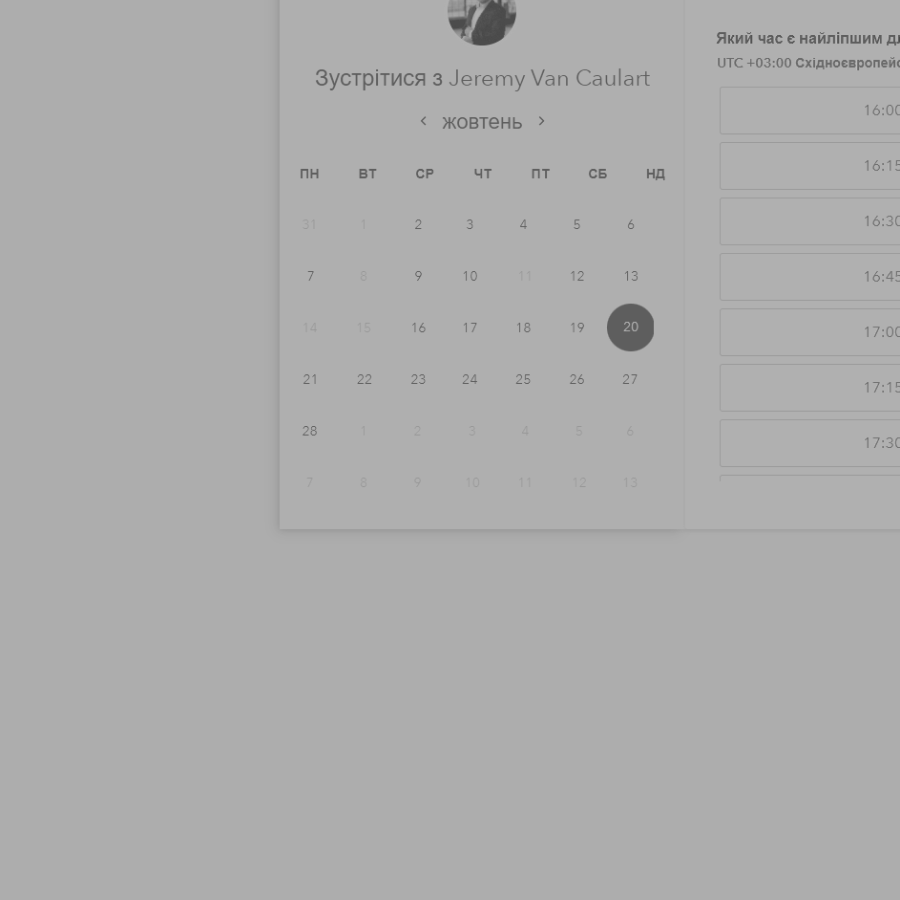 Зустрітися з Jeremy Van Caulart
жовтень
ПН ВТ СР ЧТ ПТ СБ НД
31 1 2 3 4 5 6
7 8 9 10 11 12 13
14 15 16 17 18 19 20
21 22 23 24 25 26 27
28 1 2 3 4 5 6
7 8 9 10 11 12 13
Який час є найліпшим
UTC +03:00
16:00
16:15
16:30
16:45
17:00
17:15
17:30